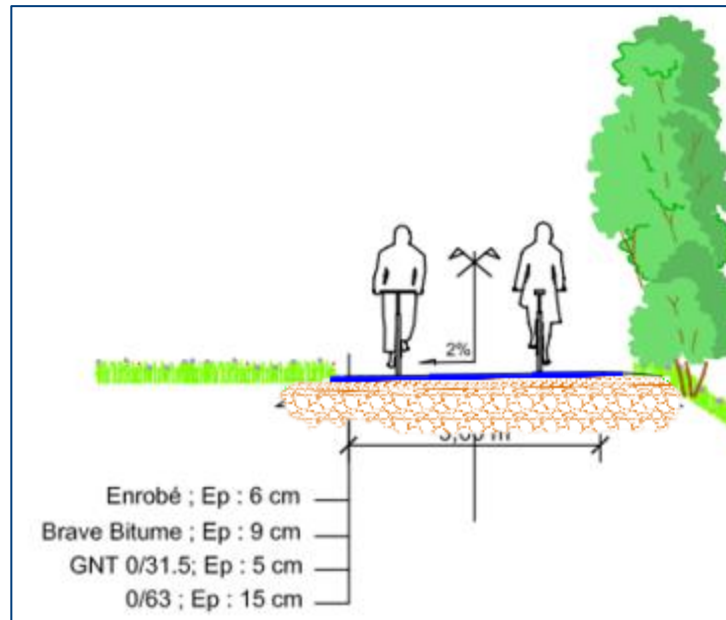 2%
m
Enrobé ; Ep : 6 cm
Brave Bitume ; Ep : 9 cm
GNT 0/31.5; Ep : 5 cm
0/63 ; Ep : 15 cm